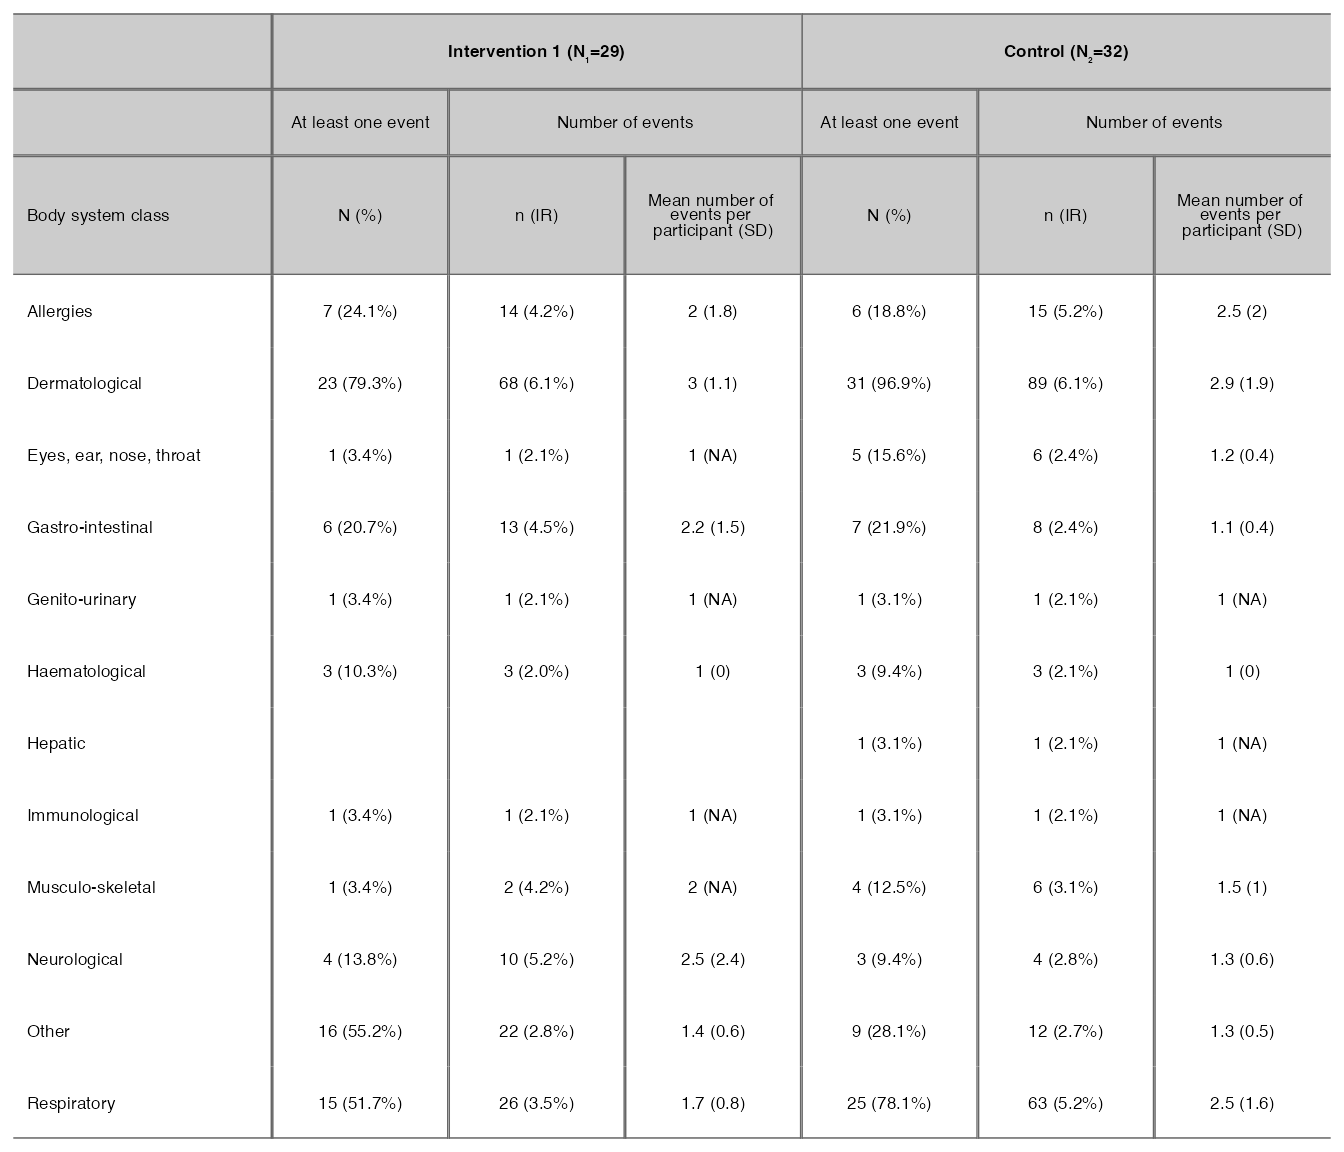 Intervention 1 (N1=29) Control (N2=32)
At least one event Number of events At least one event Number of events
Body system class N (%) n (IR) Mean number of events per participant (SD) N (%) n (IR) Mean number of events per participant (SD)
Allergies 7 (24.1%) 14 (4.2%) 2 (1.8) 6 (18.8%) 15 (5.2%) 2.5 (2)
Dermatological 23 (79.3%) 68 (6.1%) 3 (1.1) 31 (96.9%) 89 (6.1%) 2.9 (1.9)
Eyes, ear, nose, throat 1 (3.4%) 1 (2.1%) 1 (NA) 5 (15.6%) 6 (2.4%) 1.2 (0.4)
Gastro-intestinal 6 (20.7%) 13 (4.5%) 2.2 (1.5) 7 (21.9%) 8 (2.4%) 1.1 (0.4)
Genito-urinary 1 (3.4%) 1 (2.1%) 1 (NA) 1 (3.1%) 1 (2.1%) 1 (NA)
Haematological 3 (10.3%) 3 (2.0%) 1 (0) 3 (9.4%) 3 (2.1%) 1 (0)
Hepatic 1 (3.1%) 1 (2.1%) 1 (NA)
Immunological 1 (3.4%) 1 (2.1%) 1 (NA) 1 (3.1%) 1 (2.1%) 1 (NA)
Musculo-skeletal 1 (3.4%) 2 (4.2%) 2 (NA) 4 (12.5%) 6 (3.1%) 1.5 (1)
Neurological 4 (13.8%) 10 (5.2%) 2.5 (2.4) 3 (9.4%) 4 (2.8%) 1.3 (0.6)
Other 16 (55.2%) 22 (2.8%) 1.4 (0.6) 9 (28.1%) 12 (2.7%) 1.3 (0.5)
Respiratory 15 (51.7%) 26 (3.5%) 1.7 (0.8) 25 (78.1%) 63 (5.2%) 2.5 (1.6)